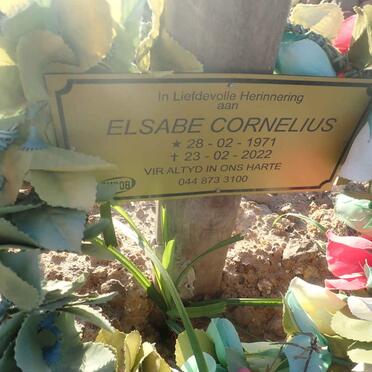 In Liefdevolle Herinnering
aan
ELSABE CORNELIUS
★ 28 - 02 - 1971
✝ 23 - 02 - 2022
VIR ALTYD IN ONS HARTE
044 873 3100